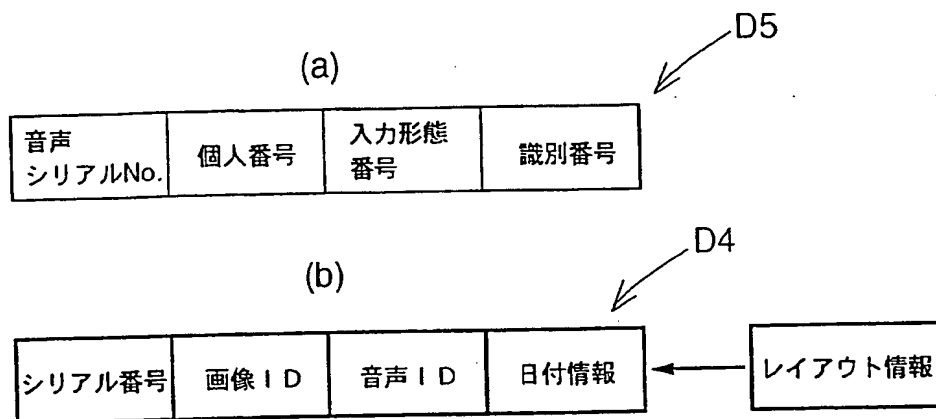 D5
(a)
音声
シリアルNo.
個人番号
入力形態
番号
識別番号
D4
(b)
シリアル番号
画像ID
音声ID
日付情報
レイアウト情報